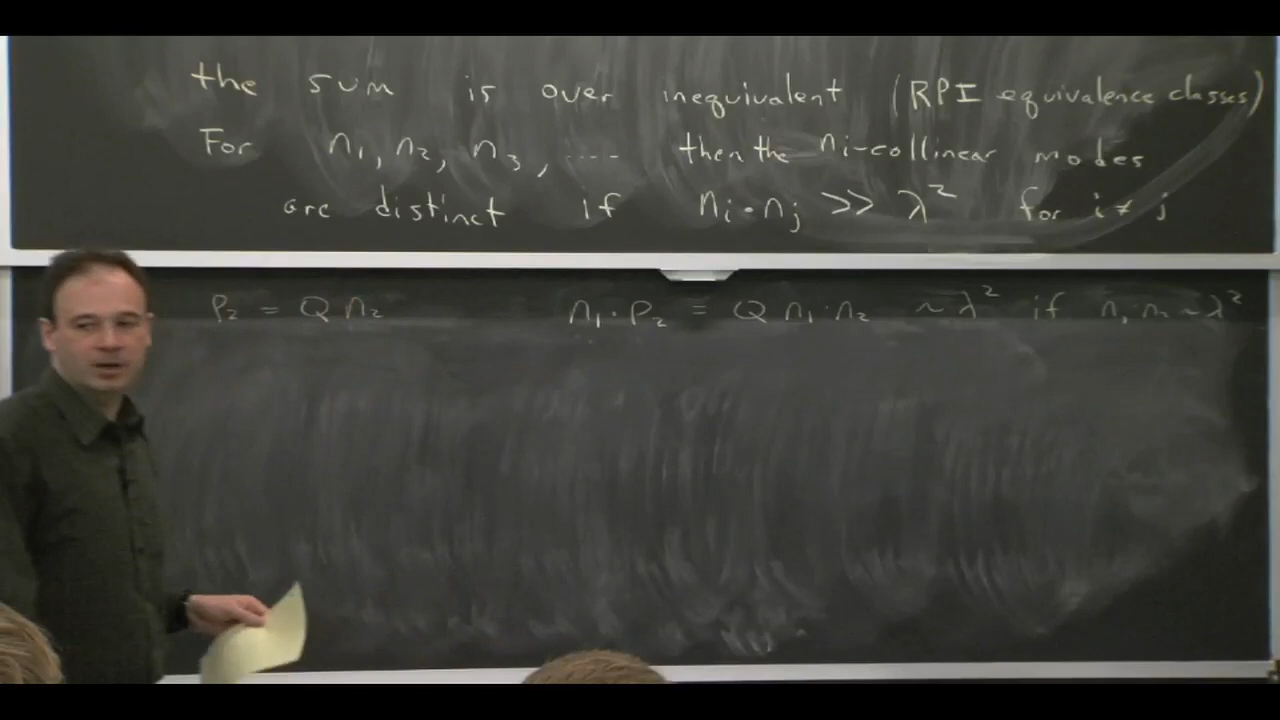 the sum is over inequivalent (RPI equivalence classes)
For n₁, n₂, n₃, .... then the nᵢ-collinear modes
are distinct if nᵢ·nⱼ >> λ² for i ≠ j
P₂ = Q n₂ n₁·P₂ = Q n₁·n₂ ~ λ² if n₁ n₂ ~ λ²